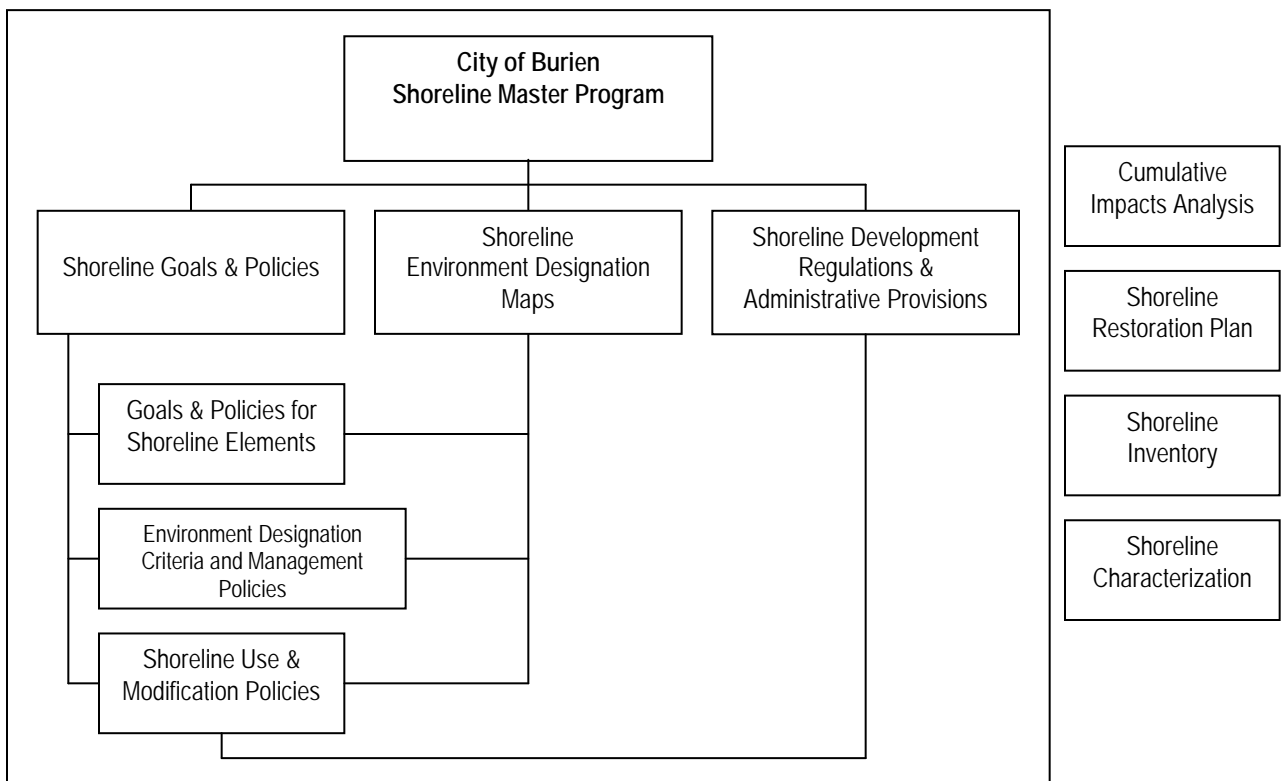 City of Burien
Shoreline Master Program
Shoreline Goals & Policies
Shoreline
Environment Designation
Maps
Shoreline Development
Regulations &
Administrative Provisions
Goals & Policies for
Shoreline Elements
Environment Designation
Criteria and Management
Policies
Shoreline Use &
Modification Policies
Cumulative
Impacts Analysis
Shoreline
Restoration Plan
Shoreline
Inventory
Shoreline
Characterization